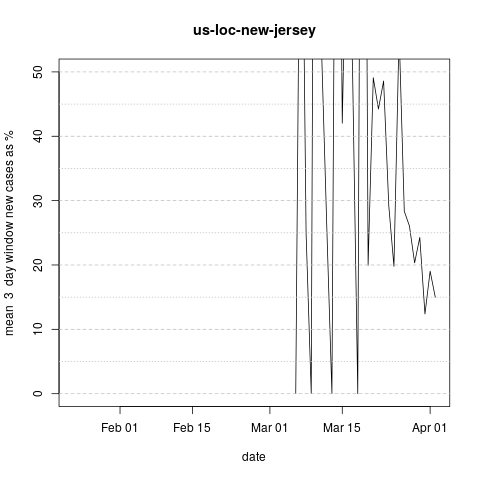 us-loc-new-jersey
50
40
30
20
10
0
mean  3  day window new cases as %
Feb 01
Feb 15
Mar 01
Mar 15
Apr 01
date